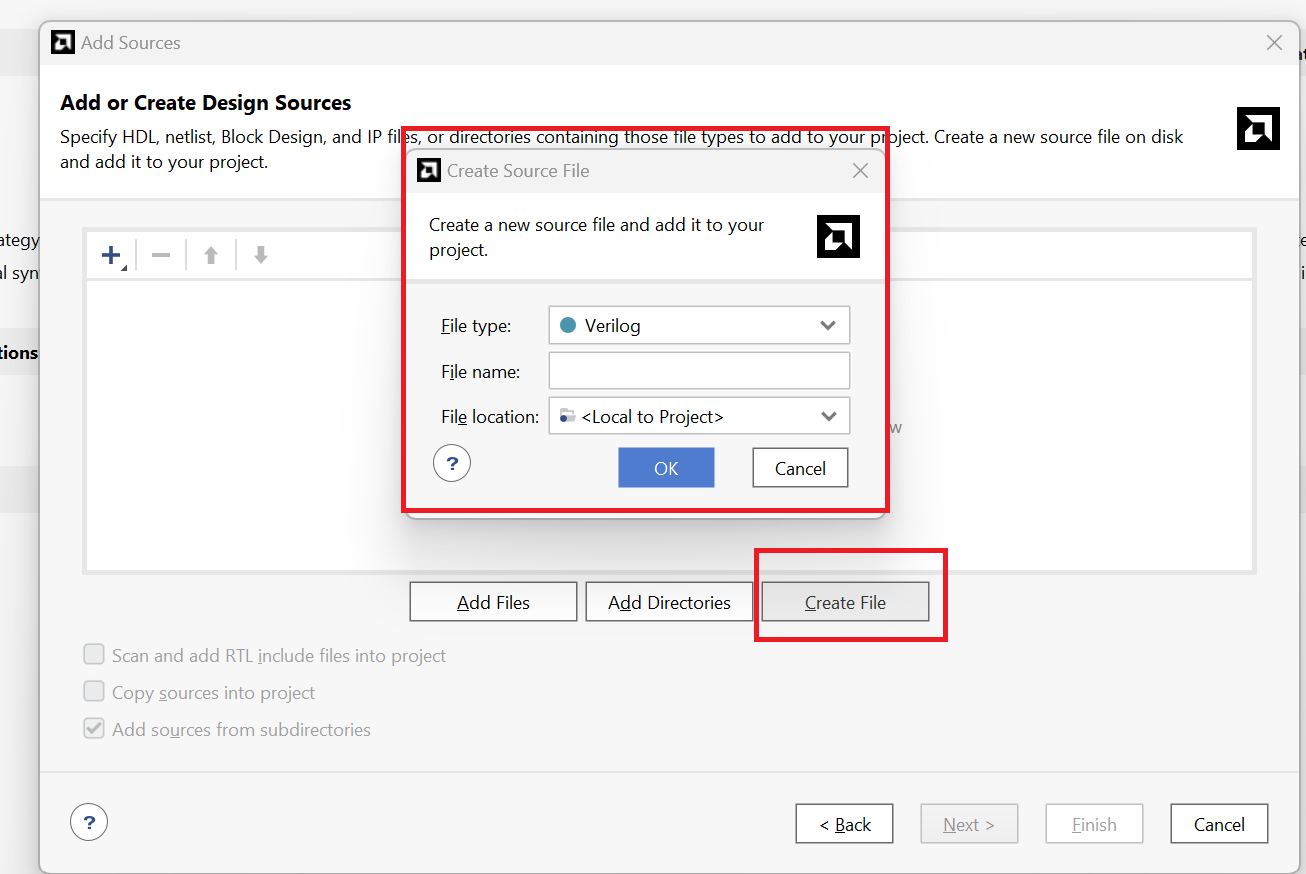 Add Sources
Add or Create Design Sources
Specify HDL, netlist, Block Design, and IP files, or directories containing those file types to add to your project. Create a new source file on disk
and add it to your project.
Create Source File
Create a new source file and add it to your
project.
ategy
al syn
tions
File type:
Verilog
File name:
File location:
<Local to Project>
w
?
OK
Cancel
Add Files
Add Directories
Create File
Scan and add RTL include files into project
Copy sources into project
Add sources from subdirectories
?
< Back
Next >
Finish
Cancel